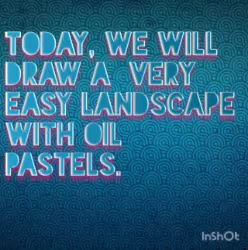 TODAY, WE WILL
DRAW A VERY
EASY LANDSCAPE
WITH OIL
PASTELS.
InShOt